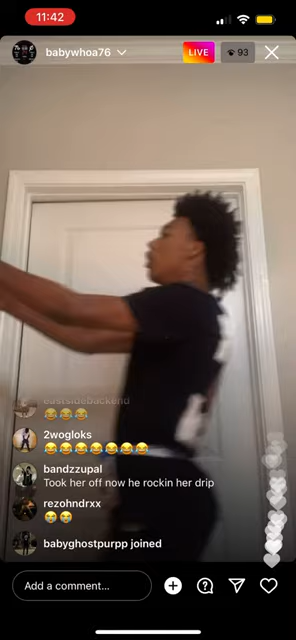 11:42
babywhoa76
LIVE
93
eastsidebackend
😂😂😂
2wogloks
😂😂😂😂😂😂😂
bandzzupal
Took her off now he rockin her drip
rezohndrxx
😭😭
babyghostpurpp joined
Add a comment...